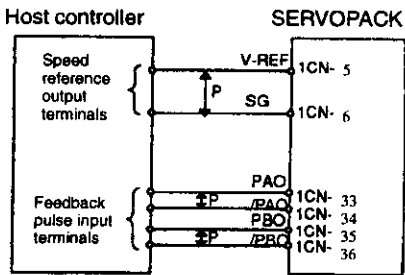 Host controller
SERVOPACK
Speed
reference
output
terminals
V-REF
1CN- 5
P
SG
1CN- 6
Feedback
pulse input
terminals
PAO
1CN- 33
P
/PAO
1CN- 34
PBO
1CN- 35
P
/PBO
1CN- 36